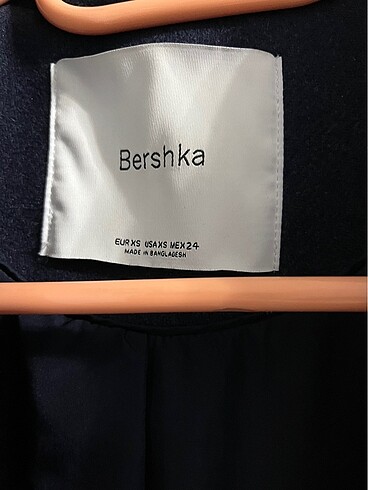 Bershka
EUR XS USA XS MEX 24
MADE IN BANGLADESH